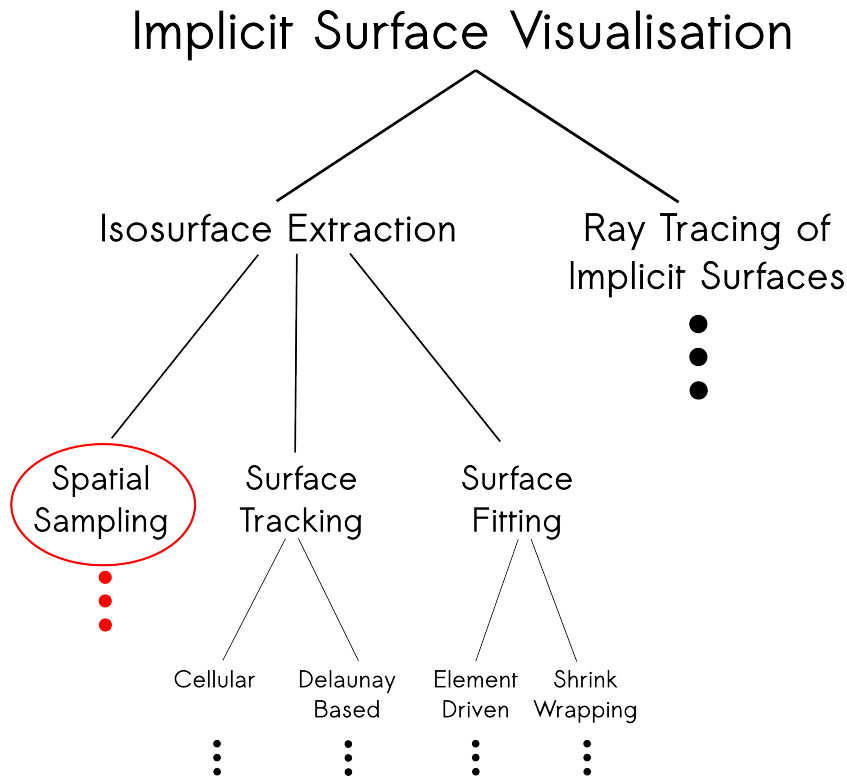 Implicit Surface Visualisation
Isosurface Extraction
Ray Tracing of
Implicit Surfaces
Spatial
Sampling
Surface
Tracking
Surface
Fitting
Cellular
Delaunay
Based
Element
Driven
Shrink
Wrapping